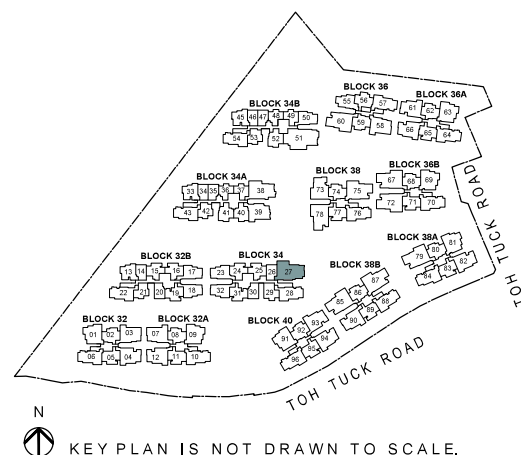 BLOCK 36
BLOCK 36A
55 56 57
61 62 63
BLOCK 34B
45 46 47 48 49 50
60 59 58
66 65 64
54 53 52 51
BLOCK 34A
BLOCK 38
BLOCK 36B
33 34 35 36 37 38
73 74 75
67 68 69
43 42 41 40 39
78 77 76
72 71 70
TOH TUCK ROAD
BLOCK 38A
79 80 81
84 83 82
BLOCK 32B
BLOCK 34
BLOCK 38B
13 14 15 16 17
23 24 25 26 27
85 86 87
22 21 20 19 18
32 31 30 29 28
90 89 88
BLOCK 32
BLOCK 32A
BLOCK 40
01 02 03
07 08 09
91 92 93
06 05 04
12 11 10
96 95 94
TOH TUCK ROAD
N
KEY PLAN IS NOT DRAWN TO SCALE.